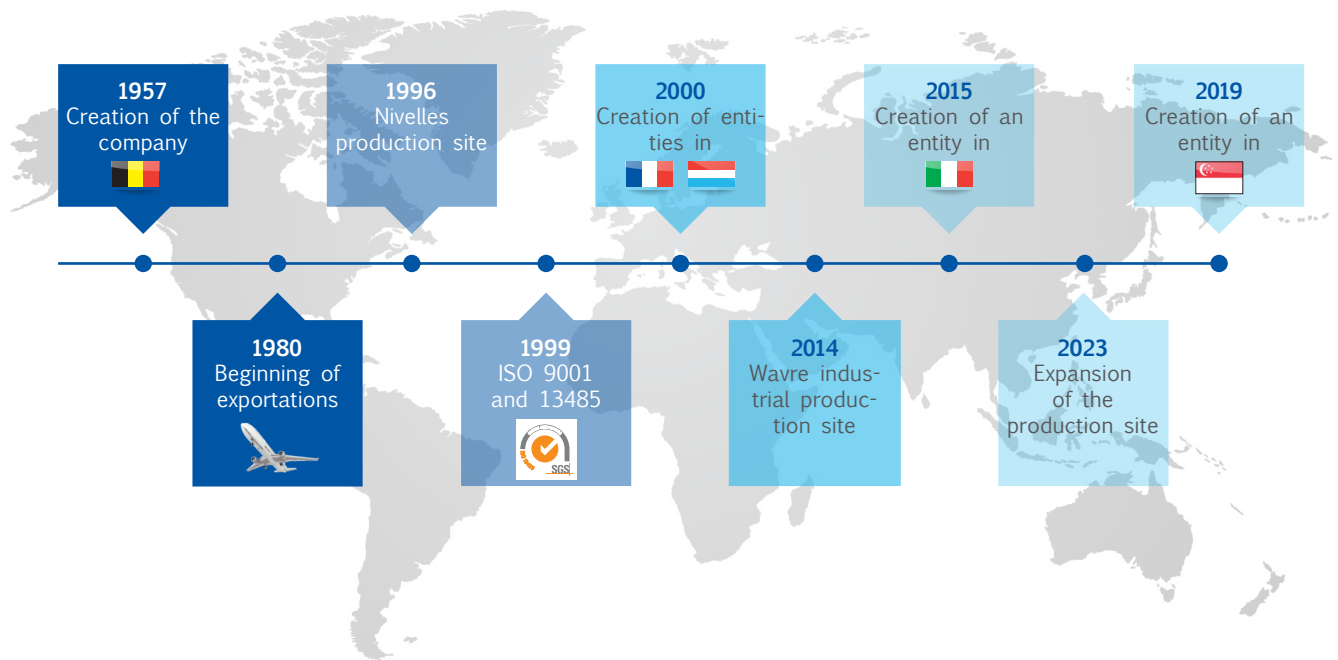 1957
Creation of the
company
1980
Beginning of
exportations
1996
Nivelles
production site
1999
ISO 9001
and 13485
SGS
2000
Creation of enti-
ties in
2014
Wavre indus-
trial produc-
tion site
2015
Creation of an
entity in
2023
Expansion
of the
production site
2019
Creation of an
entity in